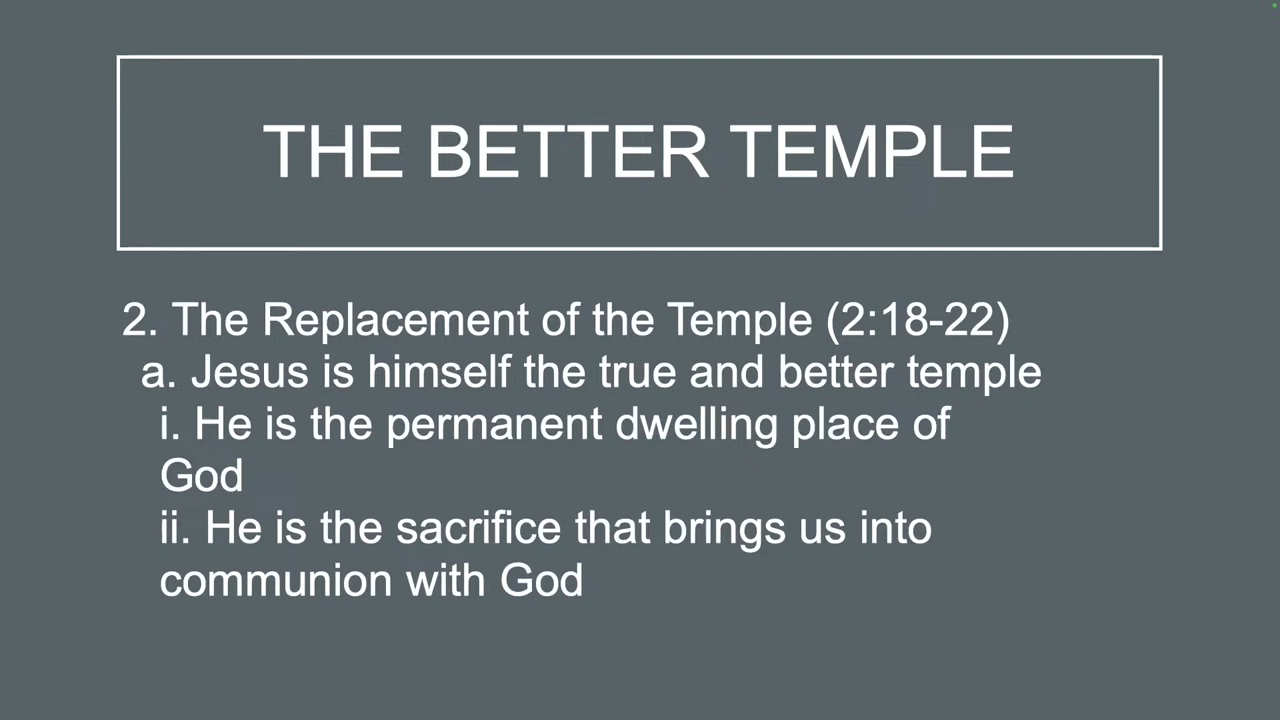 THE BETTER TEMPLE
2. The Replacement of the Temple (2:18-22)
a. Jesus is himself the true and better temple
i. He is the permanent dwelling place of
God
ii. He is the sacrifice that brings us into
communion with God